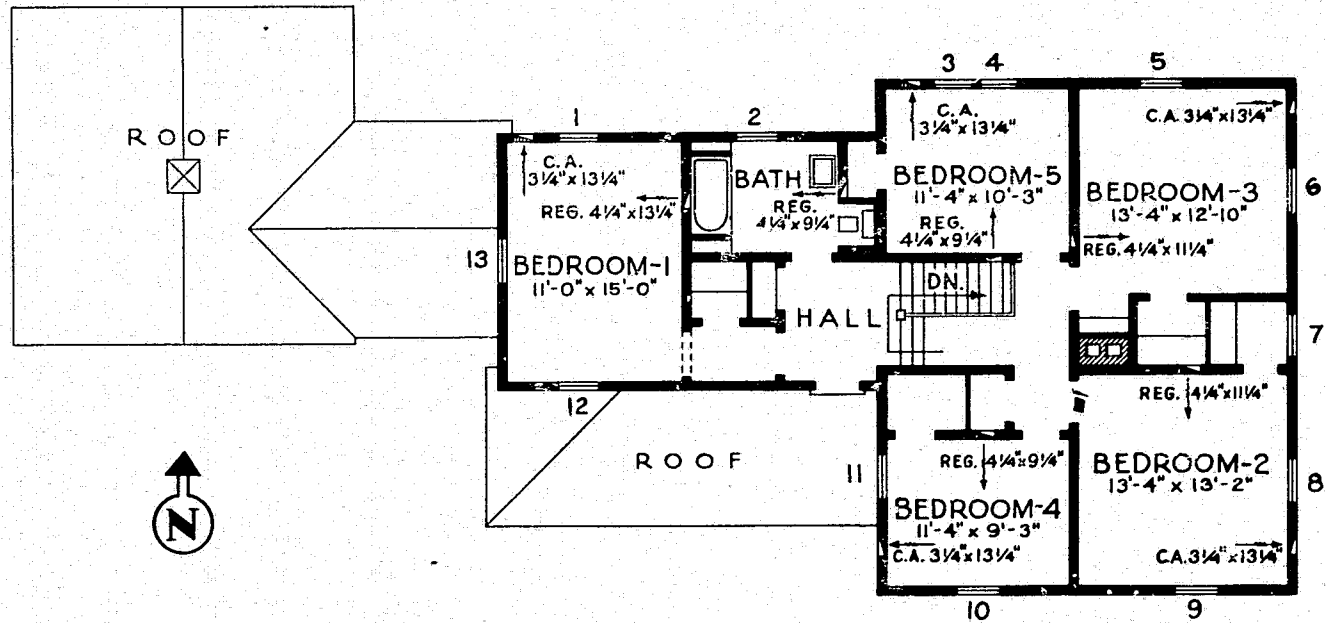 ROOF
1
2
3
4
5
6
7
8
9
10
11
12
13
C.A.
3¼"x13¼"
REG. 4¼"x13¼"
BEDROOM-1
11'-0" x 15'-0"
BATH
REG.
4¼"x9¼"
C.A.
3¼"x13¼"
BEDROOM-5
11'-4" x 10'-3"
REG.
4¼"x9¼"
C.A. 3¼"x13¼"
BEDROOM-3
13'-4" x 12'-10"
REG. 4¼"x11¼"
DN.
HALL
REG. 4¼"x11¼"
BEDROOM-2
13'-4" x 13'-2"
C.A. 3¼"x13¼"
REG. 4¼"x9¼"
BEDROOM-4
11'-4" x 9'-3"
C.A. 3¼"x13¼"
ROOF
N